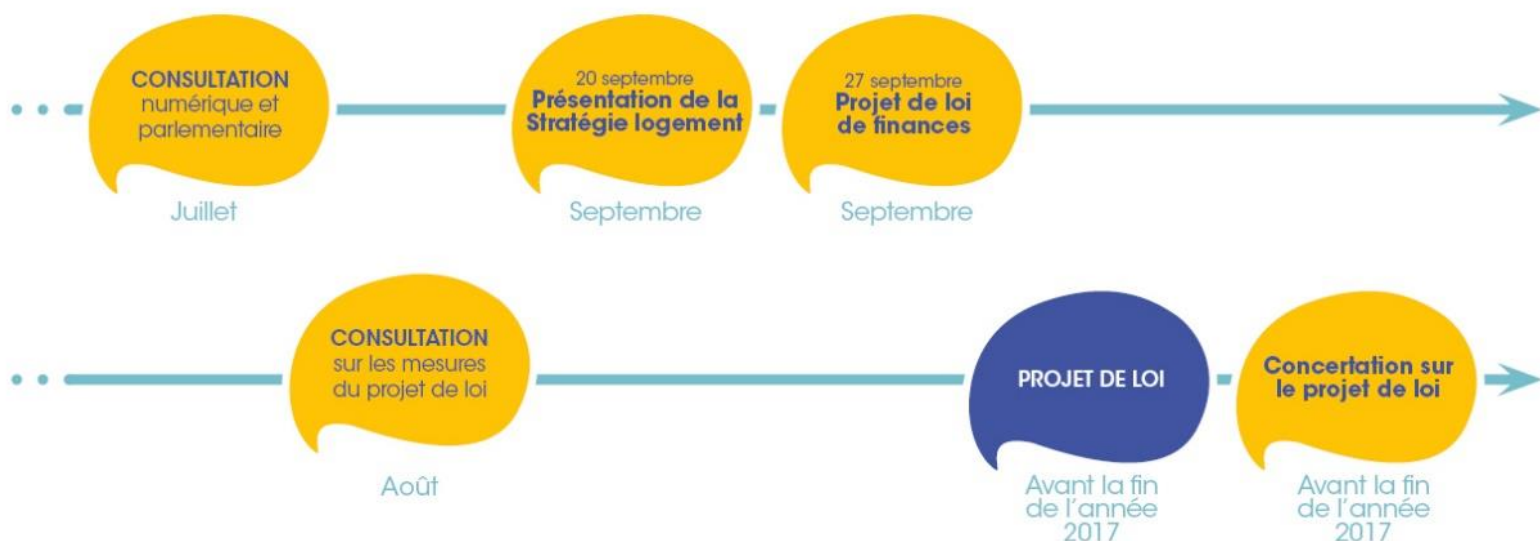 CONSULTATION
numérique et
parlementaire
Juillet
20 septembre
Présentation de la
Stratégie logement
Septembre
27 septembre
Projet de loi
de finances
Septembre
CONSULTATION
sur les mesures
du projet de loi
Août
PROJET DE LOI
Avant la fin
de l'année
2017
Concertation sur
le projet de loi
Avant la fin
de l'année
2017